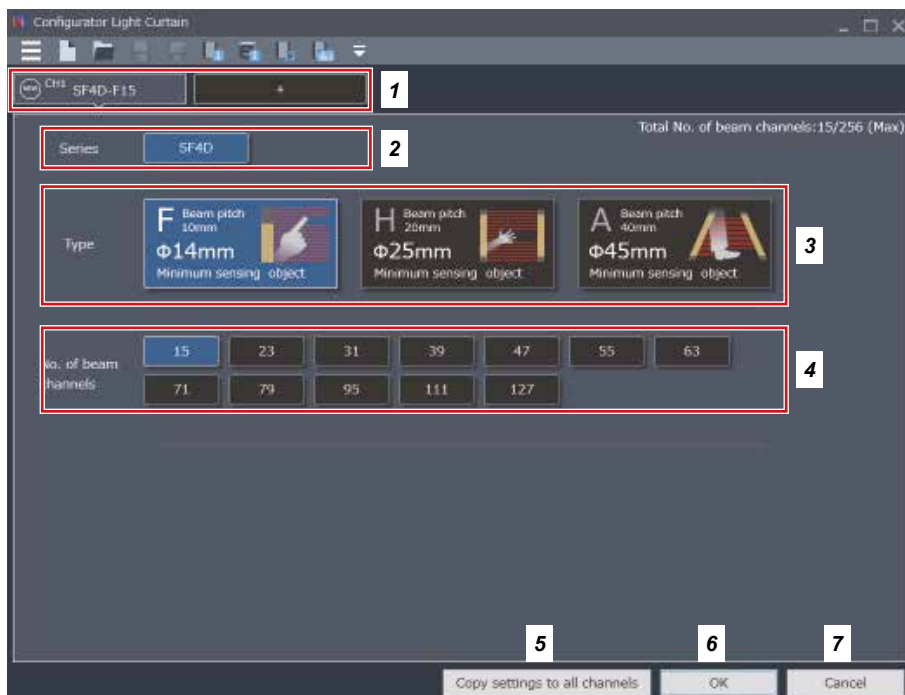 Configurator Light Curtain
NEW CH1 SF4D-F15
+
1
Total No. of beam channels:15/256 (Max)
Series
SF4D
2
Type
F Beam pitch
10mm
Φ14mm
Minimum sensing object
H Beam pitch
20mm
Φ25mm
Minimum sensing object
A Beam pitch
40mm
Φ45mm
Minimum sensing object
3
No. of beam
channels
15 23 31 39 47 55 63
71 79 95 111 127
4
5 6 7
Copy settings to all channels OK Cancel